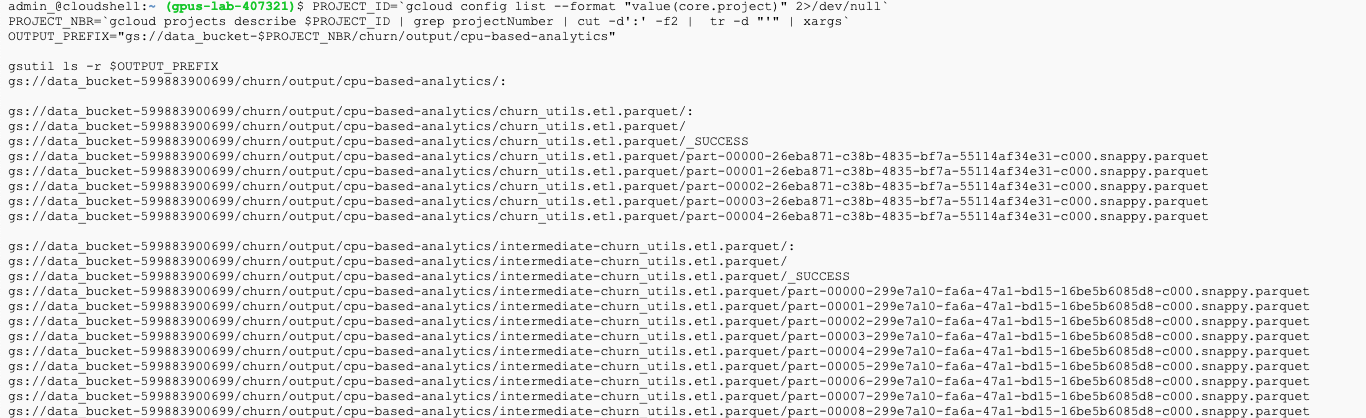 admin_@cloudshell:~ (gpus-lab-407321)$ PROJECT_ID=`gcloud config list --format "value(core.project)" 2>/dev/null`
PROJECT_NBR=`gcloud projects describe $PROJECT_ID | grep projectNumber | cut -d':' -f2 |  tr -d "'" | xargs`
OUTPUT_PREFIX="gs://data_bucket-$PROJECT_NBR/churn/output/cpu-based-analytics"
gsutil ls -r $OUTPUT_PREFIX
gs://data_bucket-599883900699/churn/output/cpu-based-analytics/:
gs://data_bucket-599883900699/churn/output/cpu-based-analytics/churn_utils.etl.parquet/:
gs://data_bucket-599883900699/churn/output/cpu-based-analytics/churn_utils.etl.parquet/
gs://data_bucket-599883900699/churn/output/cpu-based-analytics/churn_utils.etl.parquet/_SUCCESS
gs://data_bucket-599883900699/churn/output/cpu-based-analytics/churn_utils.etl.parquet/part-00000-26eba871-c38b-4835-bf7a-55114af34e31-c000.snappy.parquet
gs://data_bucket-599883900699/churn/output/cpu-based-analytics/churn_utils.etl.parquet/part-00001-26eba871-c38b-4835-bf7a-55114af34e31-c000.snappy.parquet
gs://data_bucket-599883900699/churn/output/cpu-based-analytics/churn_utils.etl.parquet/part-00002-26eba871-c38b-4835-bf7a-55114af34e31-c000.snappy.parquet
gs://data_bucket-599883900699/churn/output/cpu-based-analytics/churn_utils.etl.parquet/part-00003-26eba871-c38b-4835-bf7a-55114af34e31-c000.snappy.parquet
gs://data_bucket-599883900699/churn/output/cpu-based-analytics/churn_utils.etl.parquet/part-00004-26eba871-c38b-4835-bf7a-55114af34e31-c000.snappy.parquet
gs://data_bucket-599883900699/churn/output/cpu-based-analytics/intermediate-churn_utils.etl.parquet/:
gs://data_bucket-599883900699/churn/output/cpu-based-analytics/intermediate-churn_utils.etl.parquet/
gs://data_bucket-599883900699/churn/output/cpu-based-analytics/intermediate-churn_utils.etl.parquet/_SUCCESS
gs://data_bucket-599883900699/churn/output/cpu-based-analytics/intermediate-churn_utils.etl.parquet/part-00000-299e7a10-fa6a-47a1-bd15-16be5b6085d8-c000.snappy.parquet
gs://data_bucket-599883900699/churn/output/cpu-based-analytics/intermediate-churn_utils.etl.parquet/part-00001-299e7a10-fa6a-47a1-bd15-16be5b6085d8-c000.snappy.parquet
gs://data_bucket-599883900699/churn/output/cpu-based-analytics/intermediate-churn_utils.etl.parquet/part-00002-299e7a10-fa6a-47a1-bd15-16be5b6085d8-c000.snappy.parquet
gs://data_bucket-599883900699/churn/output/cpu-based-analytics/intermediate-churn_utils.etl.parquet/part-00003-299e7a10-fa6a-47a1-bd15-16be5b6085d8-c000.snappy.parquet
gs://data_bucket-599883900699/churn/output/cpu-based-analytics/intermediate-churn_utils.etl.parquet/part-00004-299e7a10-fa6a-47a1-bd15-16be5b6085d8-c000.snappy.parquet
gs://data_bucket-599883900699/churn/output/cpu-based-analytics/intermediate-churn_utils.etl.parquet/part-00005-299e7a10-fa6a-47a1-bd15-16be5b6085d8-c000.snappy.parquet
gs://data_bucket-599883900699/churn/output/cpu-based-analytics/intermediate-churn_utils.etl.parquet/part-00006-299e7a10-fa6a-47a1-bd15-16be5b6085d8-c000.snappy.parquet
gs://data_bucket-599883900699/churn/output/cpu-based-analytics/intermediate-churn_utils.etl.parquet/part-00007-299e7a10-fa6a-47a1-bd15-16be5b6085d8-c000.snappy.parquet
gs://data_bucket-599883900699/churn/output/cpu-based-analytics/intermediate-churn_utils.etl.parquet/part-00008-299e7a10-fa6a-47a1-bd15-16be5b6085d8-c000.snappy.parquet